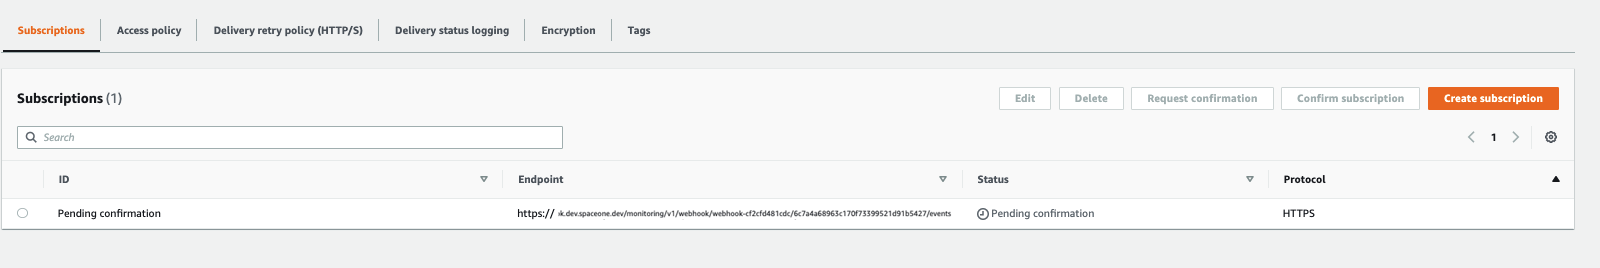 Subscriptions Access policy Delivery retry policy (HTTP/S) Delivery status logging Encryption Tags
Subscriptions (1) Edit Delete Request confirmation Confirm subscription Create subscription
Search 1
ID Endpoint Status Protocol
Pending confirmation https:// k.dev.spaceone.dev/monitoring/v1/webhook/webhook-cf2cfd481cdc/6c7a4a68963c170f73399521d91b5427/events Pending confirmation HTTPS